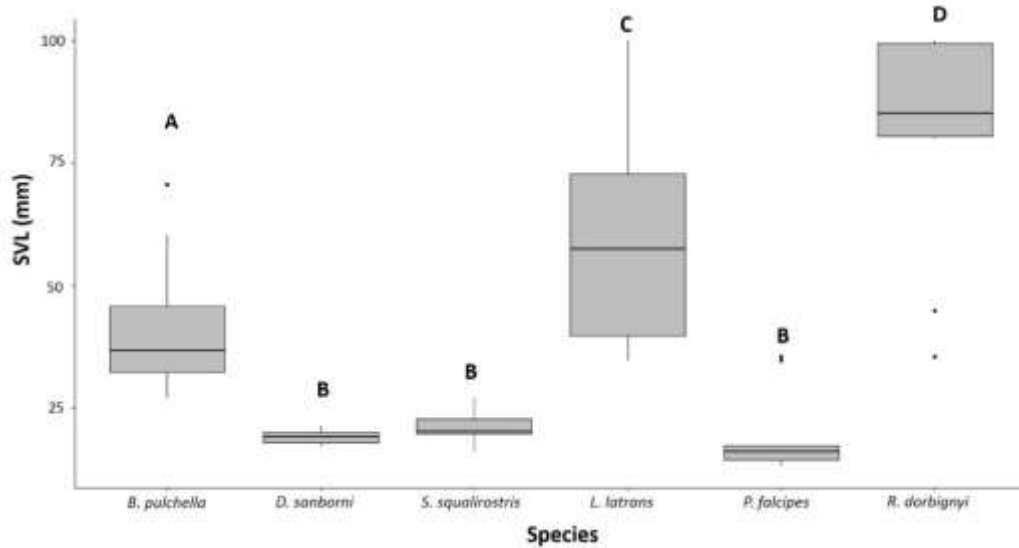 D
C
100
A
75
SVL (mm)
50
B
B
B
25
B. pulchella D. sanborni S. squalirostris L. latrans P. falcipes R. dorbignyi
Species